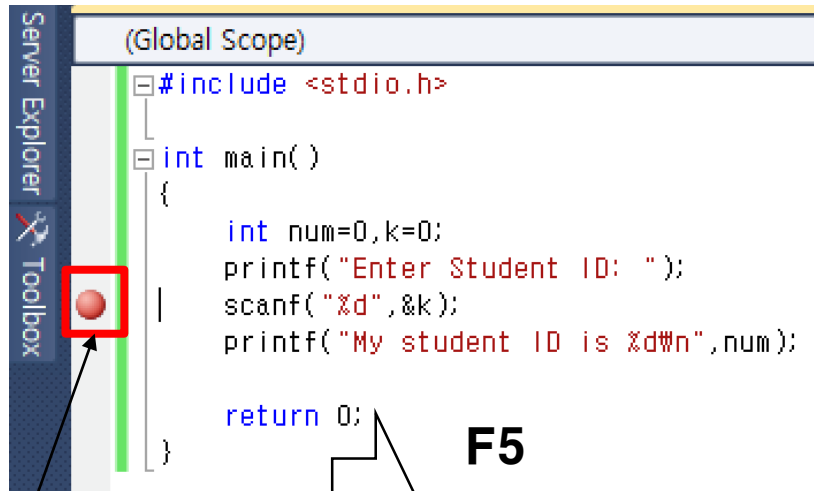 Server Explorer
Toolbox
(Global Scope)
#include <stdio.h>
int main()
{
int num=0,k=0;
printf("Enter Student ID: ");
scanf("%d",&k);
printf("My student ID is %d₩n",num);
return 0;
}
F5